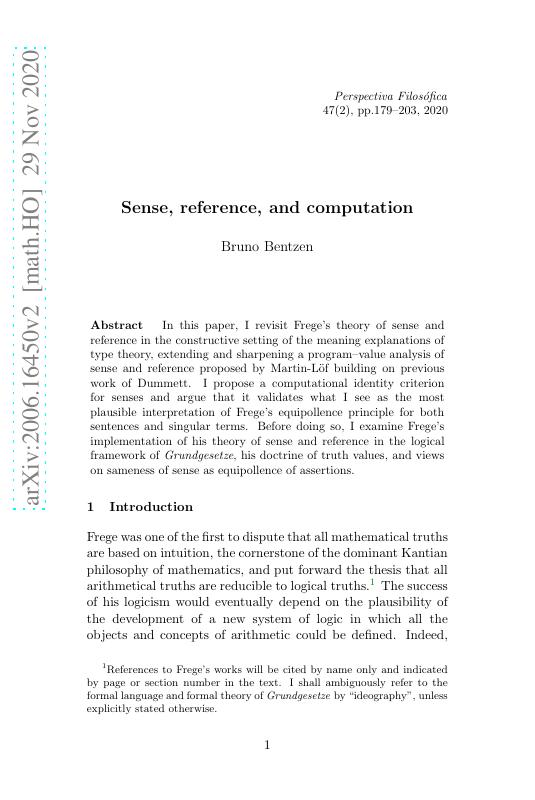 arXiv:2006.16450v2 [math.HO] 29 Nov 2020
Perspectiva Filosófica
47(2), pp.179–203, 2020
Sense, reference, and computation
Bruno Bentzen
Abstract In this paper, I revisit Frege's theory of sense and
reference in the constructive setting of the meaning explanations of
type theory, extending and sharpening a program–value analysis of
sense and reference proposed by Martin-Löf building on previous
work of Dummett. I propose a computational identity criterion
for senses and argue that it validates what I see as the most
plausible interpretation of Frege's equipollence principle for both
sentences and singular terms. Before doing so, I examine Frege's
implementation of his theory of sense and reference in the logical
framework of Grundgesetze, his doctrine of truth values, and views
on sameness of sense as equipollence of assertions.
1 Introduction
Frege was one of the first to dispute that all mathematical truths
are based on intuition, the cornerstone of the dominant Kantian
philosophy of mathematics, and put forward the thesis that all
arithmetical truths are reducible to logical truths.1 The success
of his logicism would eventually depend on the plausibility of
the development of a new system of logic in which all the
objects and concepts of arithmetic could be defined. Indeed,
1References to Frege's works will be cited by name only and indicated
by page or section number in the text. I shall ambiguously refer to the
formal language and formal theory of Grundgesetze by “ideography”, unless
explicitly stated otherwise.
1